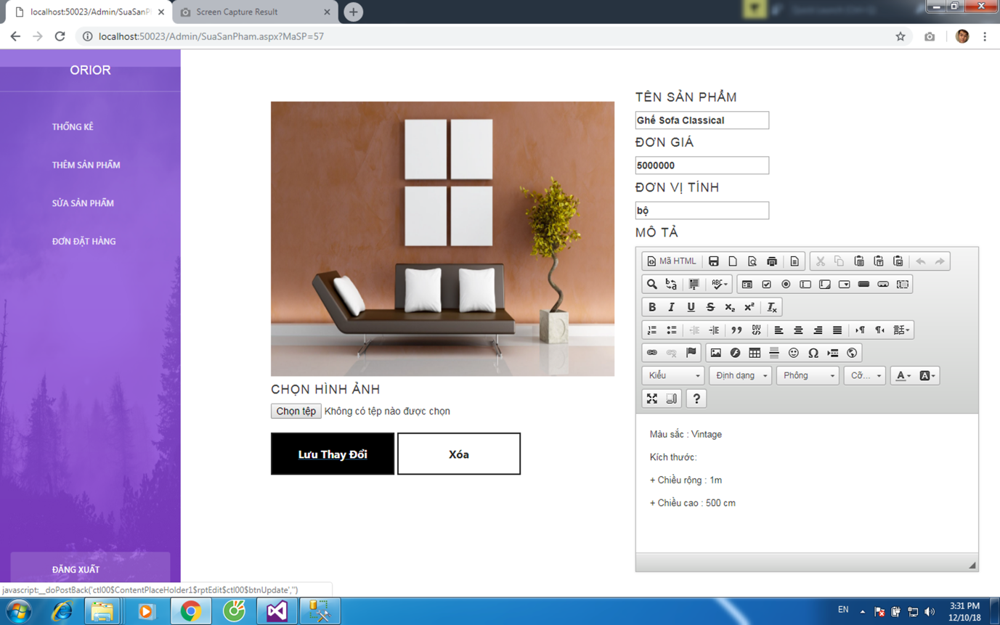 localhost:50023/Admin/SuaSanP
Screen Capture Result
localhost:50023/Admin/SuaSanPham.aspx?MaSP=57
ORIOR
THỐNG KÊ
THÊM SẢN PHẨM
SỬA SẢN PHẨM
ĐƠN ĐẶT HÀNG
ĐĂNG XUẤT
CHỌN HÌNH ẢNH
Chọn tệp Không có tệp nào được chọn
Lưu Thay Đổi
Xóa
TÊN SẢN PHẨM
Ghế Sofa Classical
ĐƠN GIÁ
5000000
ĐƠN VỊ TÍNH
bộ
MÔ TẢ
Mã HTML
Kiểu
Định dạng
Phông
Cỡ...
Màu sắc : Vintage
Kích thước:
+ Chiều rộng : 1m
+ Chiều cao : 500 cm
javascript:__doPostBack('ctl00$ContentPlaceHolder1$rptEdit$ctl00$btnUpdate','')
EN
3:31 PM
12/10/18